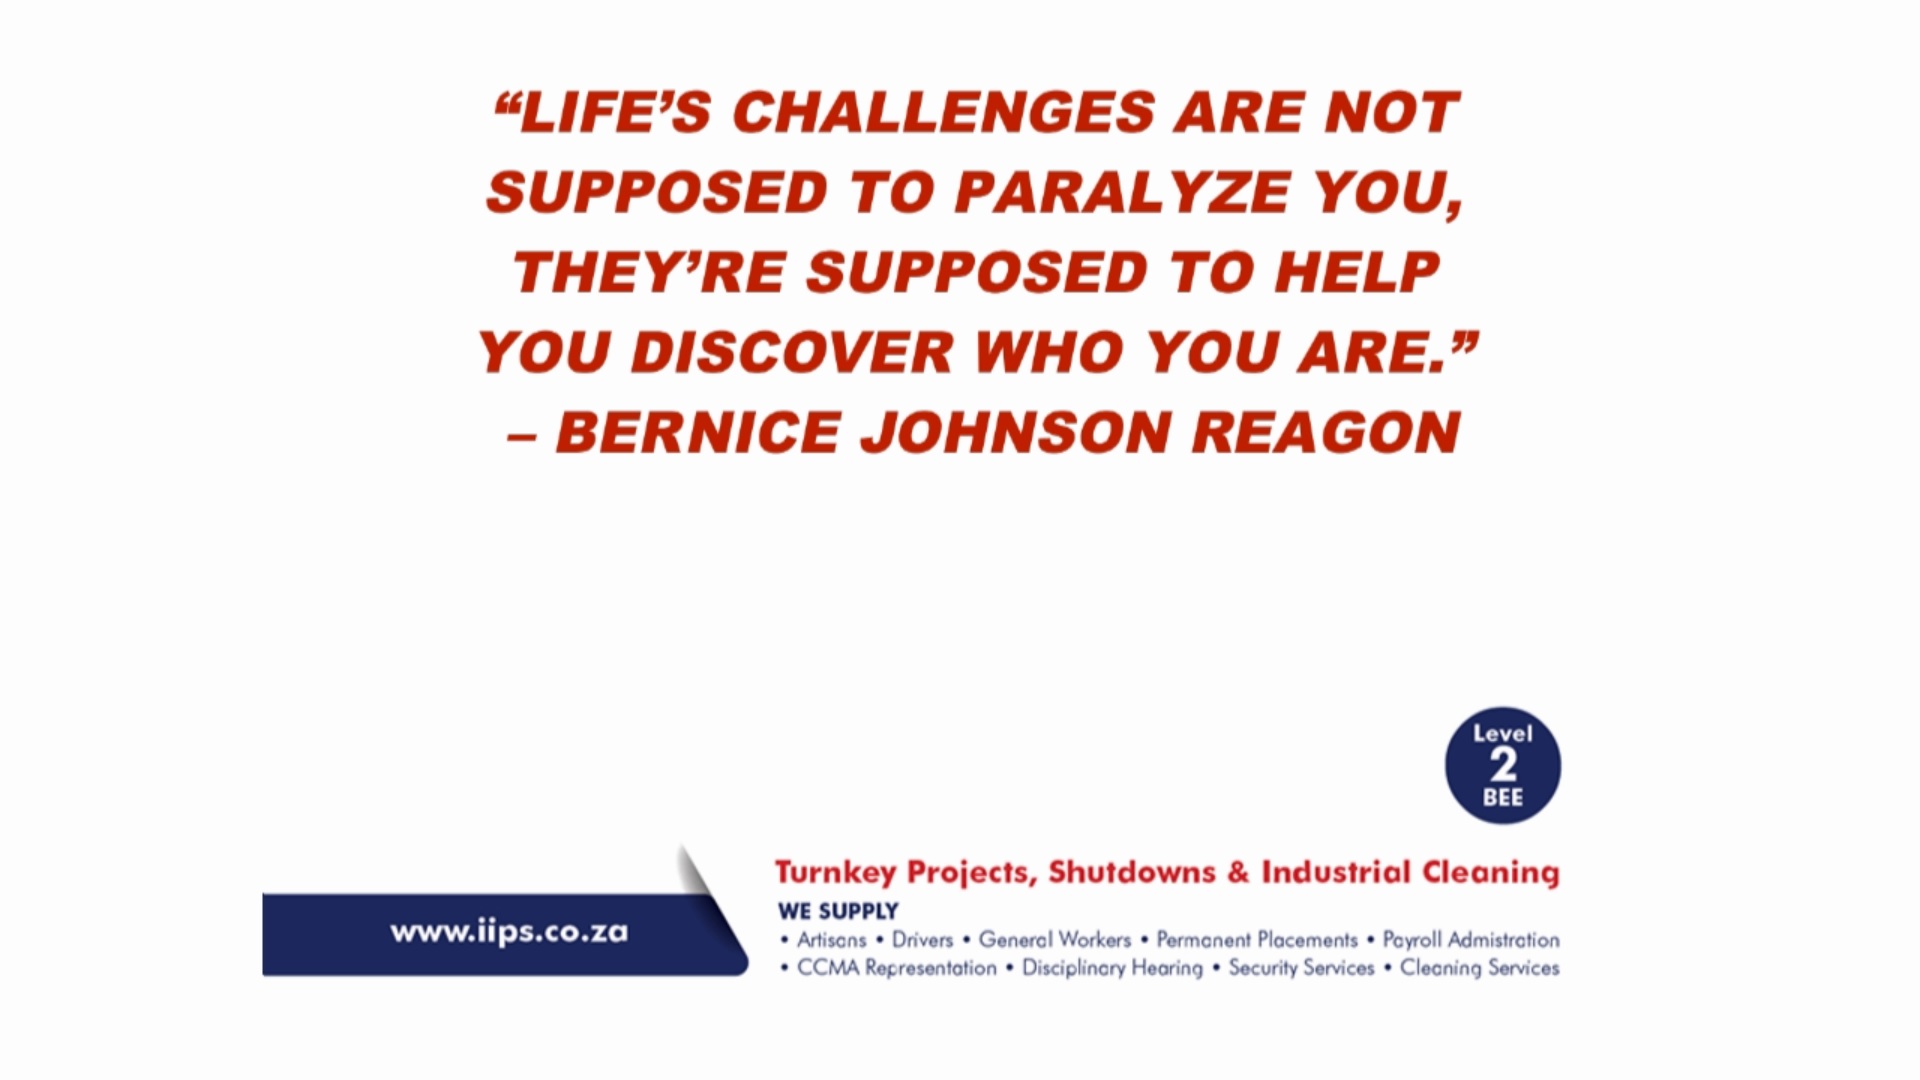 “LIFE’S CHALLENGES ARE NOT
SUPPOSED TO PARALYZE YOU,
THEY’RE SUPPOSED TO HELP
YOU DISCOVER WHO YOU ARE.”
– BERNICE JOHNSON REAGON
Level
2
BEE
www.iips.co.za
Turnkey Projects, Shutdowns & Industrial Cleaning
WE SUPPLY
• Artisans • Drivers • General Workers • Permanent Placements • Payroll Admistration
• CCMA Representation • Disciplinary Hearing • Security Services • Cleaning Services